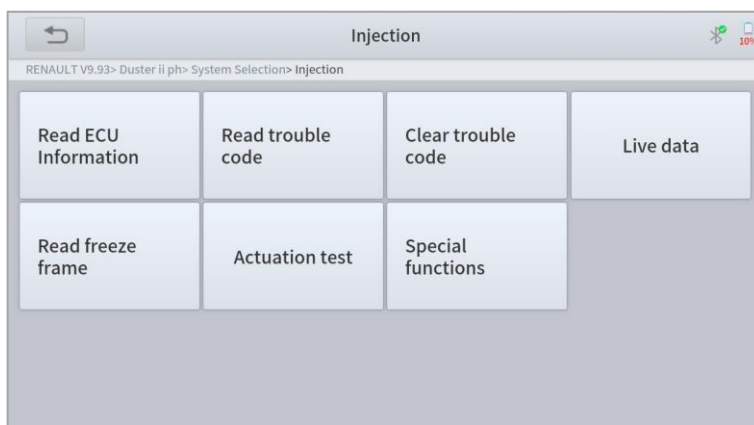 Injection
10%
RENAULT V9.93> Duster ii ph> System Selection> Injection
Read ECU
Information
Read trouble
code
Clear trouble
code
Live data
Read freeze
frame
Actuation test
Special
functions